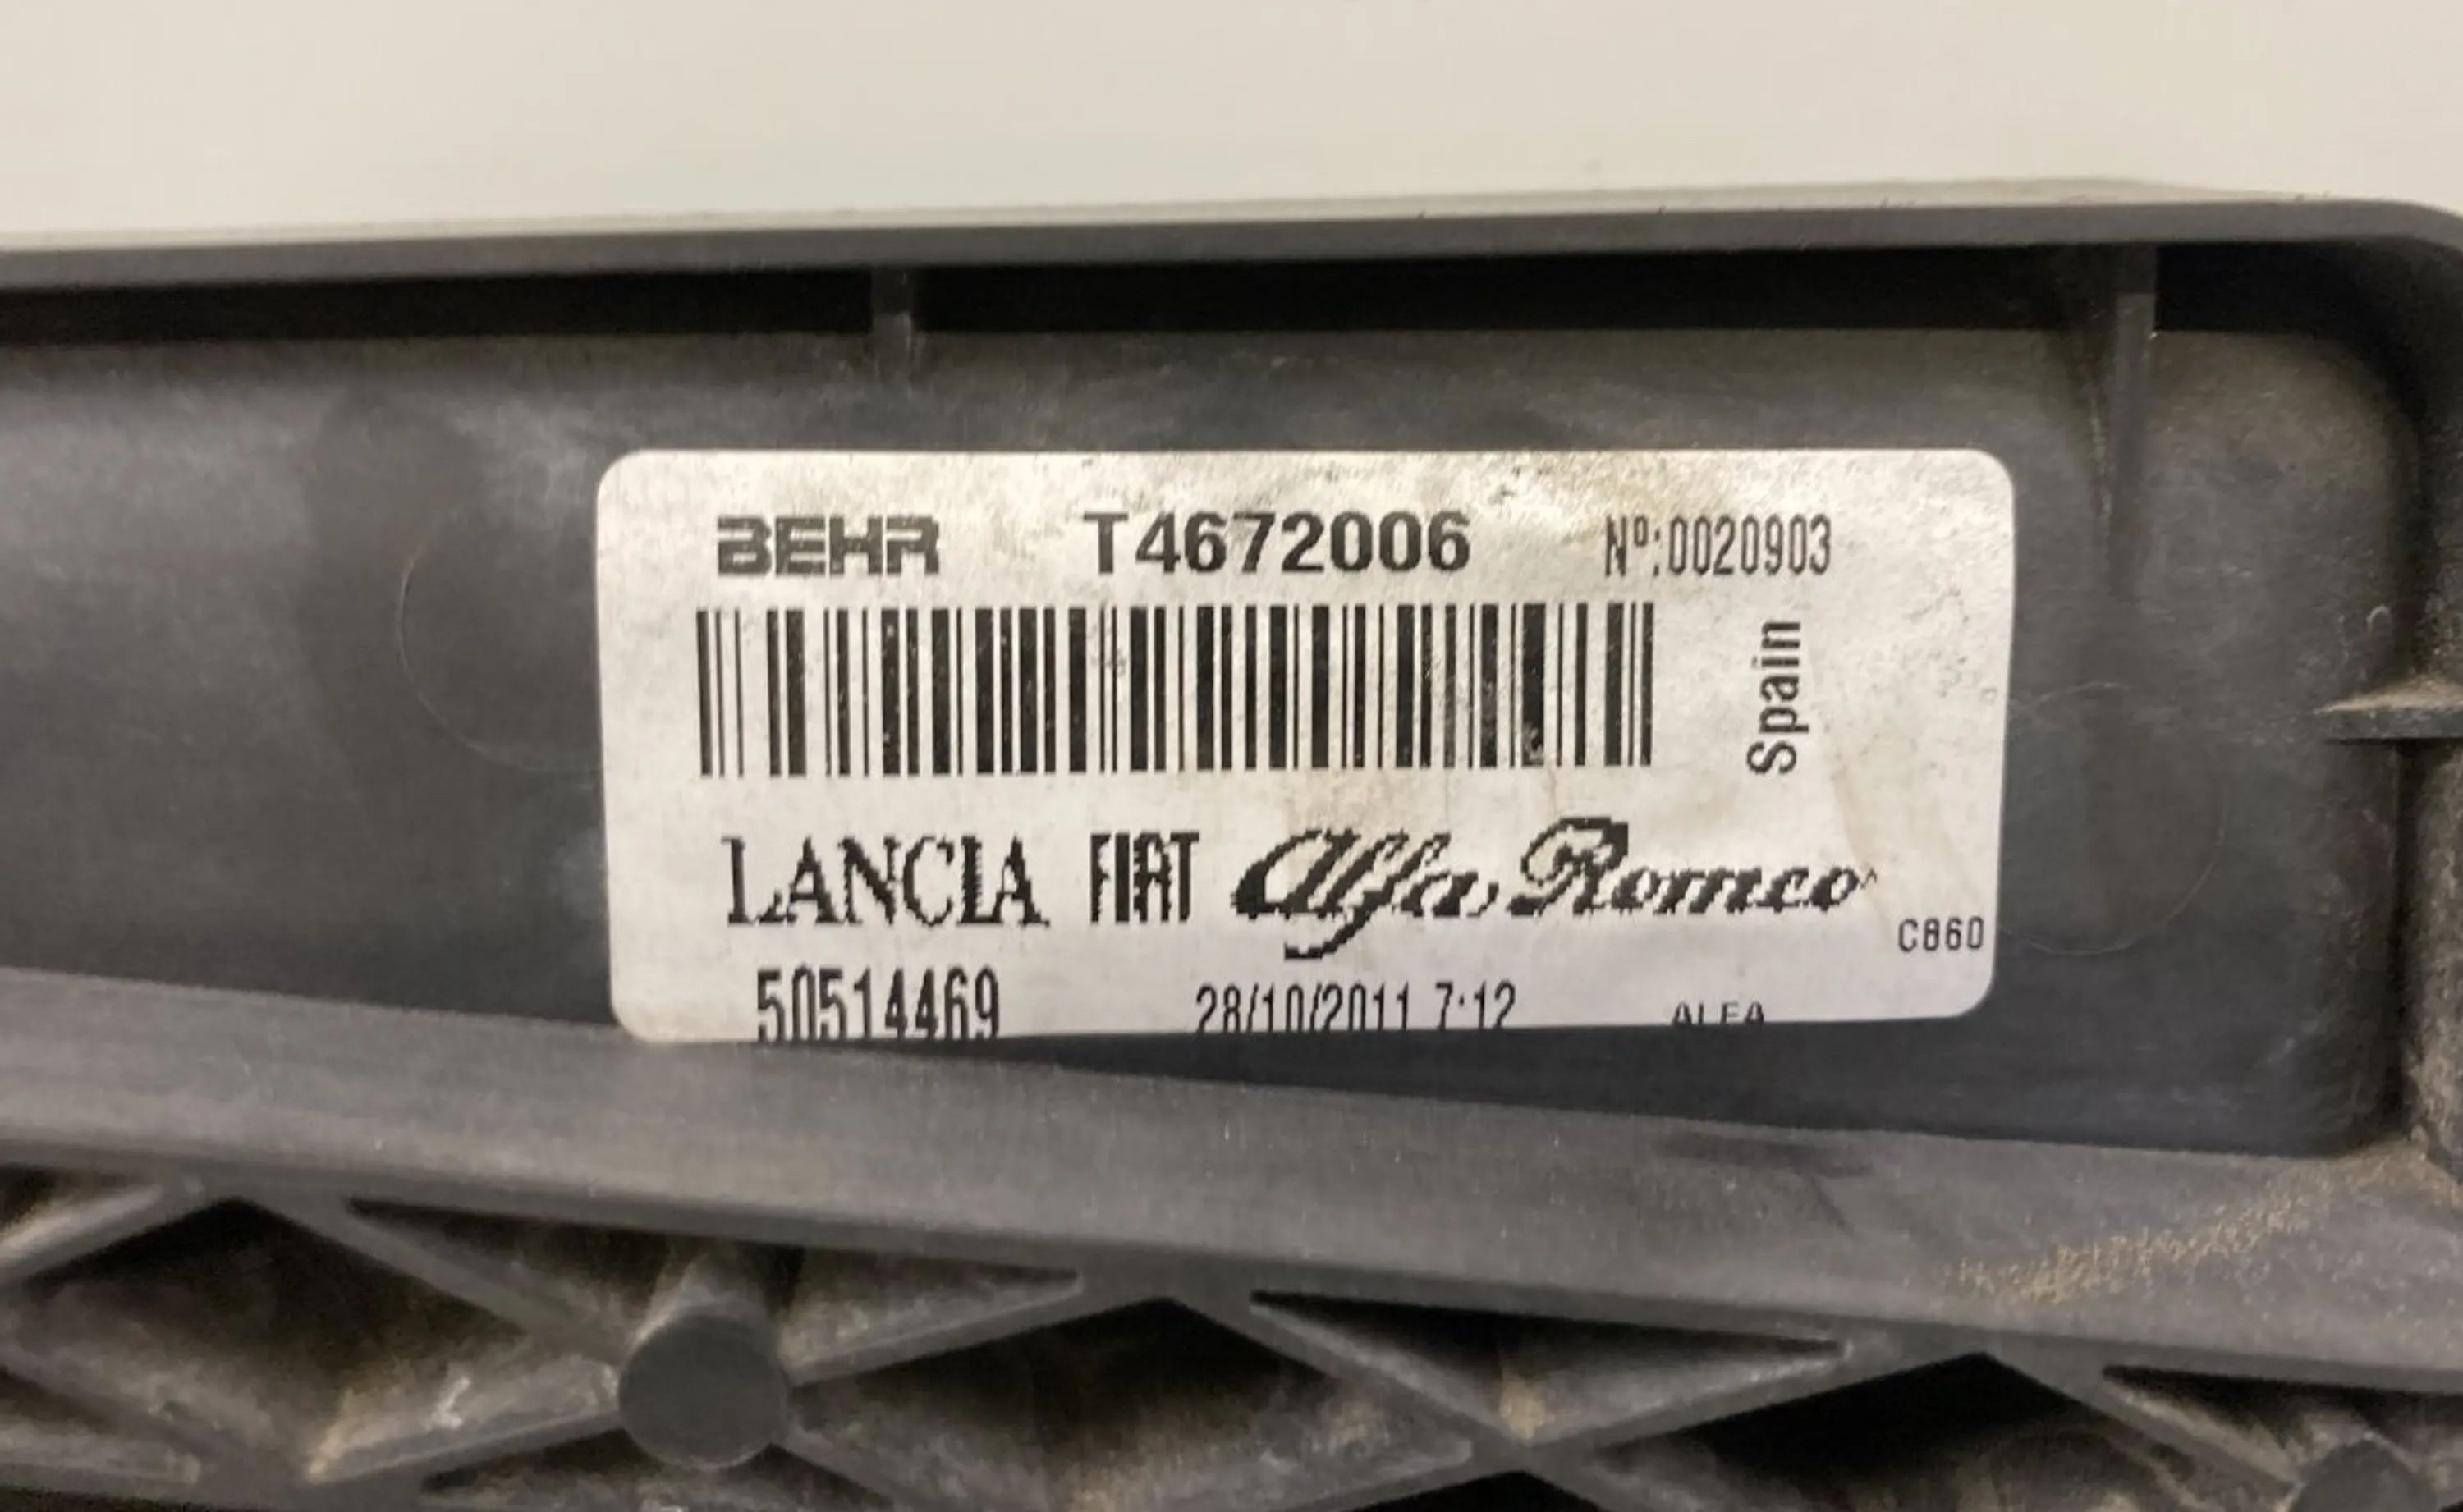 BEHR T4672006 Nº:0020903
Spain
LANCIA FIAT Alfa Romeo
C860
50514469 28/10/2011 7:12 ALFA